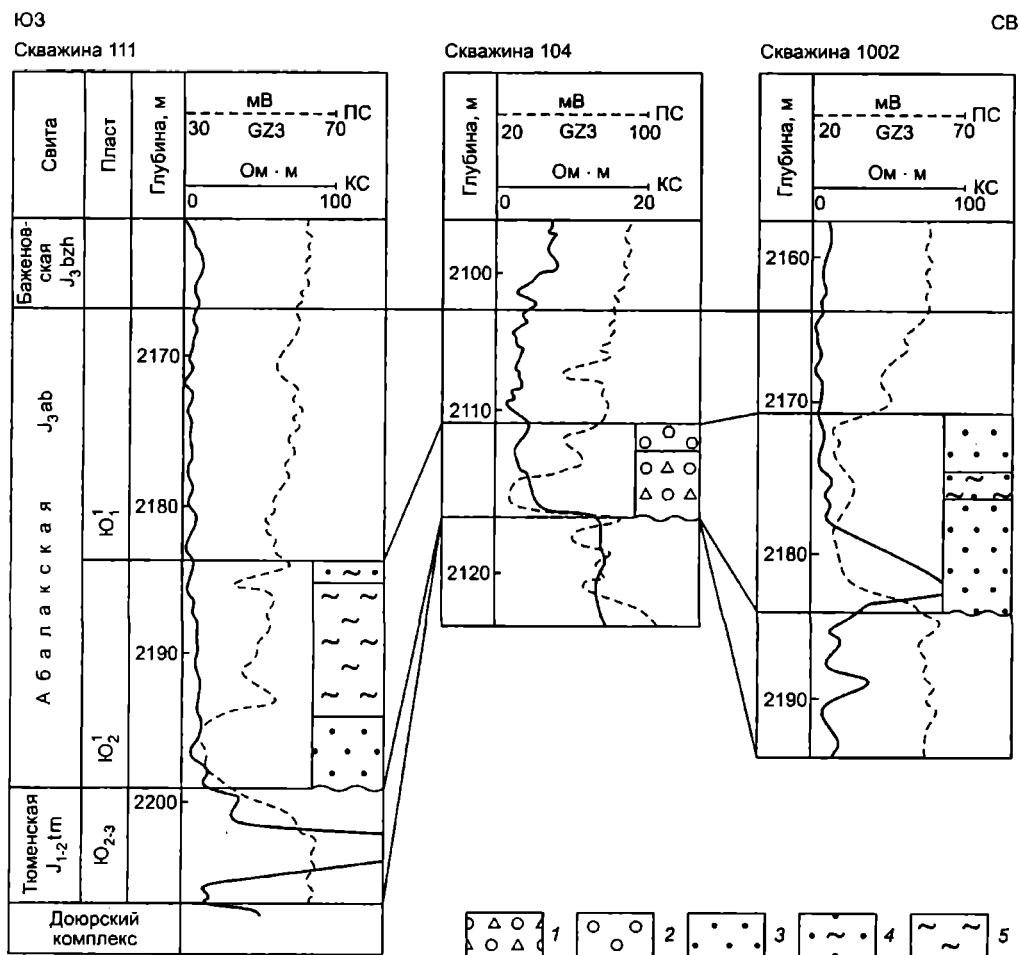 ЮЗ
СВ
Скважина 111
Скважина 104
Скважина 1002
Свита
Пласт
Глубина, м
мВ
ПС
30 GZ3 70
Ом · м
КС
0 100
Глубина, м
мВ
ПС
20 GZ3 100
Ом · м
КС
0 20
Глубина, м
мВ
ПС
20 GZ3 70
Ом · м
КС
0 100
Баженов-
ская
J₃bzh
Абалакская
J₃ab
Ю₁¹
Ю₂¹
Тюменская
J₁₋₂tm
Ю₂₋₃
Доюрский
комплекс
2170
2180
2190
2200
2100
2110
2120
2160
2170
2180
2190
1
2
3
4
5